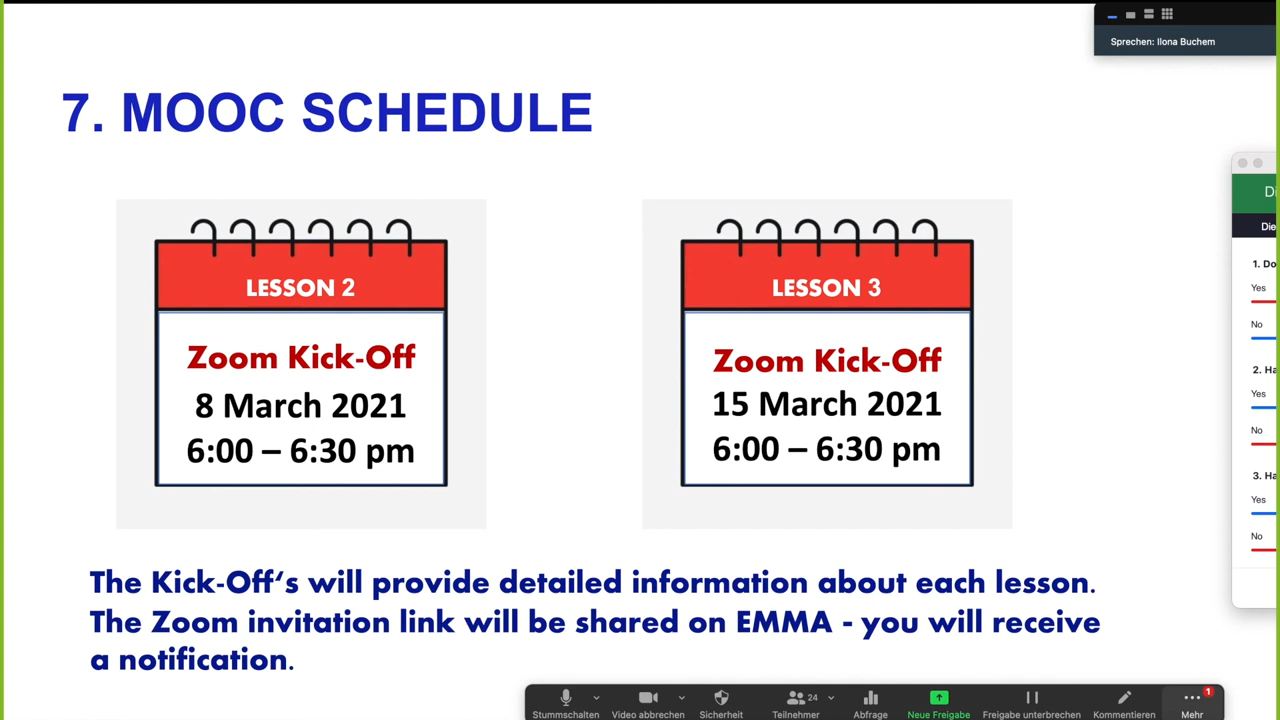 Sprechen: Ilona Buchem
7. MOOC SCHEDULE
LESSON 2
Zoom Kick-Off
8 March 2021
6:00 – 6:30 pm
LESSON 3
Zoom Kick-Off
15 March 2021
6:00 – 6:30 pm
The Kick-Off‘s will provide detailed information about each lesson.
The Zoom invitation link will be shared on EMMA - you will receive
a notification.
Die
1. Do
Yes
No
2. Ha
Yes
No
3. Ha
Yes
No
24
1
Stummschalten
Video abbrechen
Sicherheit
Teilnehmer
Abfrage
Neue Freigabe
Freigabe unterbrechen
Kommentieren
Mehr